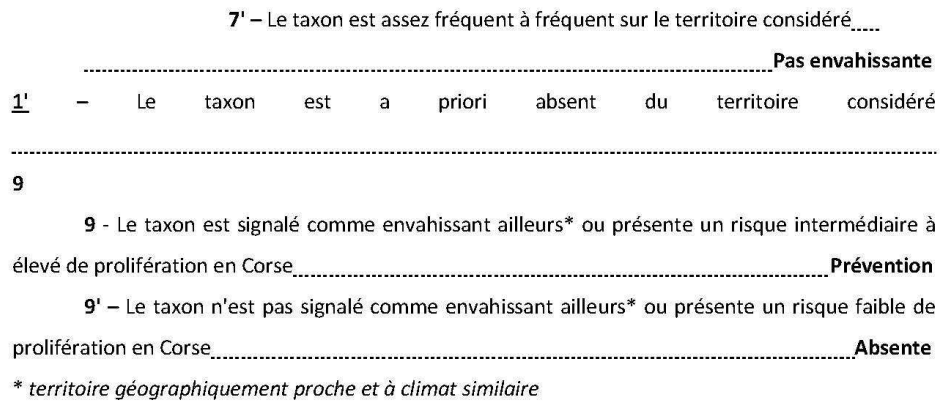 7' – Le taxon est assez fréquent à fréquent sur le territoire considéré
Pas envahissante
1' – Le taxon est a priori absent du territoire considéré
9
9 - Le taxon est signalé comme envahissant ailleurs* ou présente un risque intermédiaire à
élevé de prolifération en Corse Prévention
9' – Le taxon n'est pas signalé comme envahissant ailleurs* ou présente un risque faible de
prolifération en Corse Absente
* territoire géographiquement proche et à climat similaire